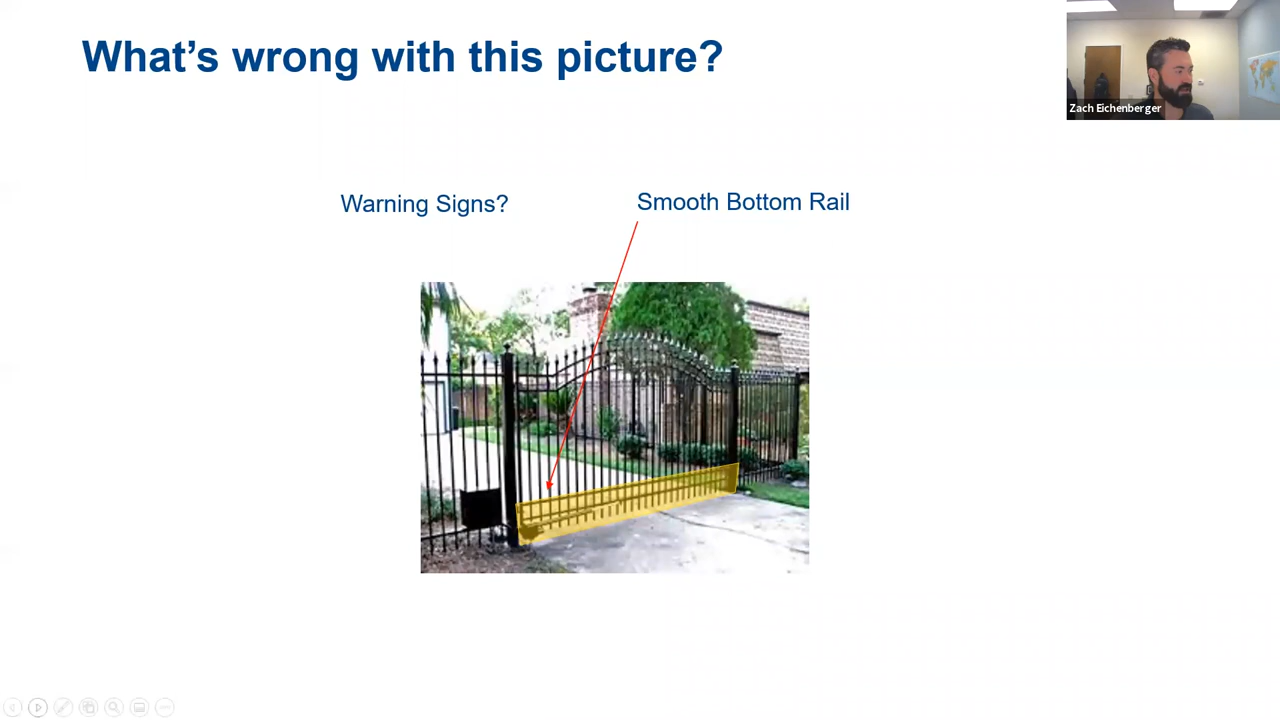 What's wrong with this picture?
Zach Eichenberger
Warning Signs?
Smooth Bottom Rail